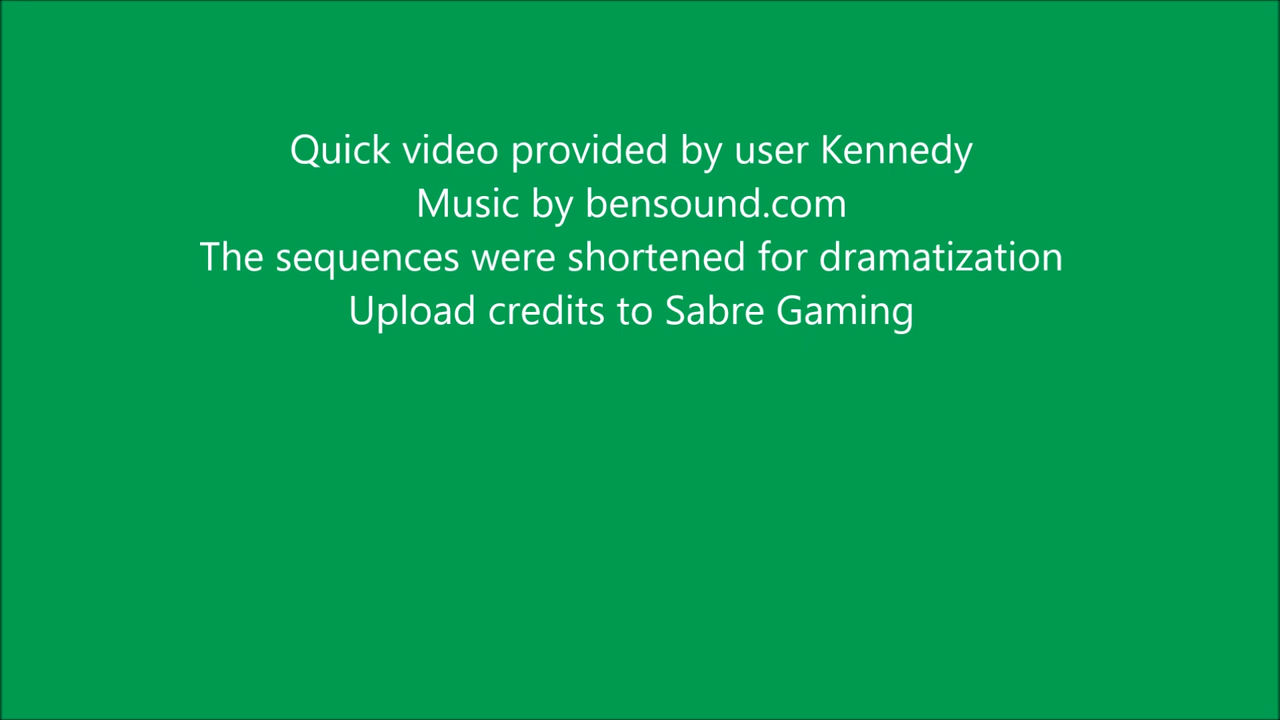 Quick video provided by user Kennedy
Music by bensound.com
The sequences were shortened for dramatization
Upload credits to Sabre Gaming